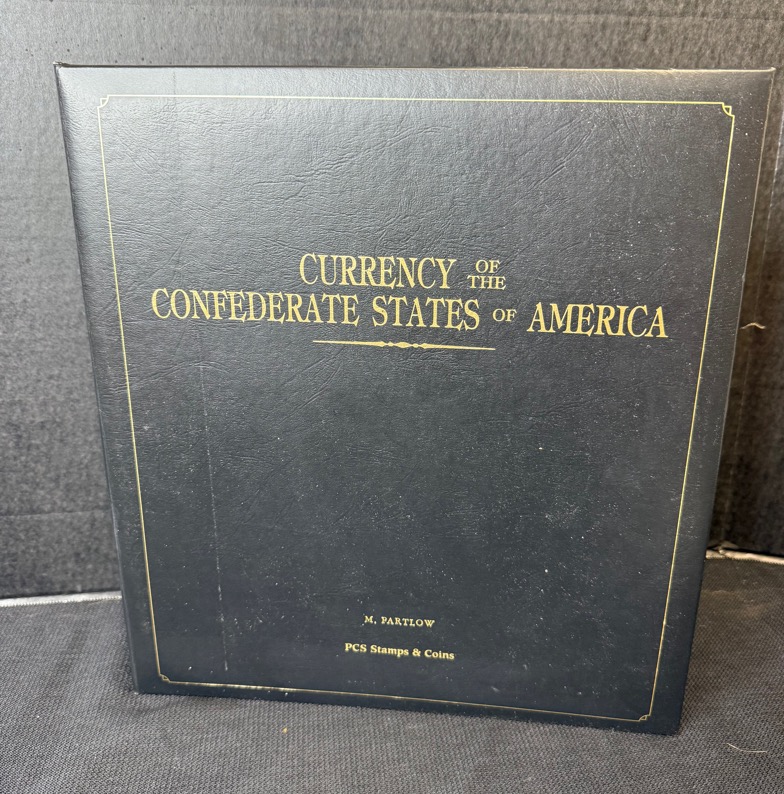 CURRENCY OF THE
CONFEDERATE STATES OF AMERICA
M. PARTLOW
PCS Stamps & Coins